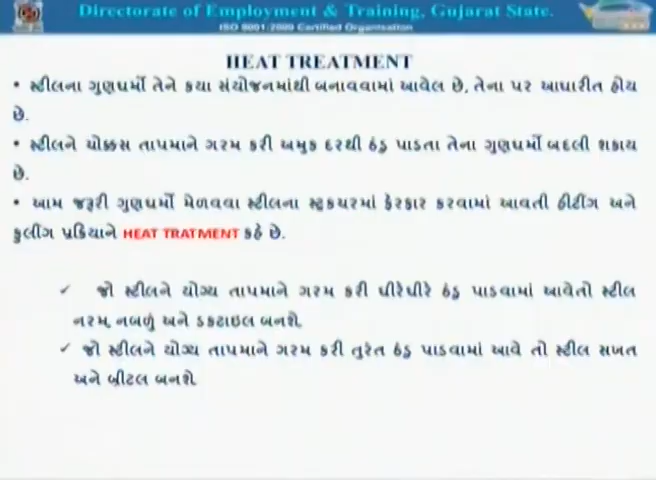 Directorate of Employment & Training, Gujarat State.
ISO 9001:2008 Certified Organisation
HEAT TREATMENT
• સ્ટીલના ગુણધર્મો તેને કયા સંયોજનમાંથી બનાવવામાં આવેલ છે, તેના પર આધારીત હોય
છે.
• સ્ટીલને ચોક્કસ તાપમાને ગરમ કરી અમુક દરથી ઠંડુ પાડતા તેના ગુણધર્મો બદલી શકાય
છે.
• આમ જરૂરી ગુણધર્મો મેળવવા સ્ટીલના સ્ટ્રકચરમાં ફેરફાર કરવામાં આવતી હીટીંગ અને
કુલીંગ પ્રક્રિયાને HEAT TRATMENT કહે છે.
✓ જો સ્ટીલને યોગ્ય તાપમાને ગરમ કરી ધીરેધીરે ઠંડુ પાડવામાં આવેતો સ્ટીલ
નરમ, નબળું અને ડકટાઇલ બનશે.
✓ જો સ્ટીલને યોગ્ય તાપમાને ગરમ કરી તુરંત ઠંડુ પાડવામાં આવે તો સ્ટીલ સખત
અને બ્રીટલ બનશે.